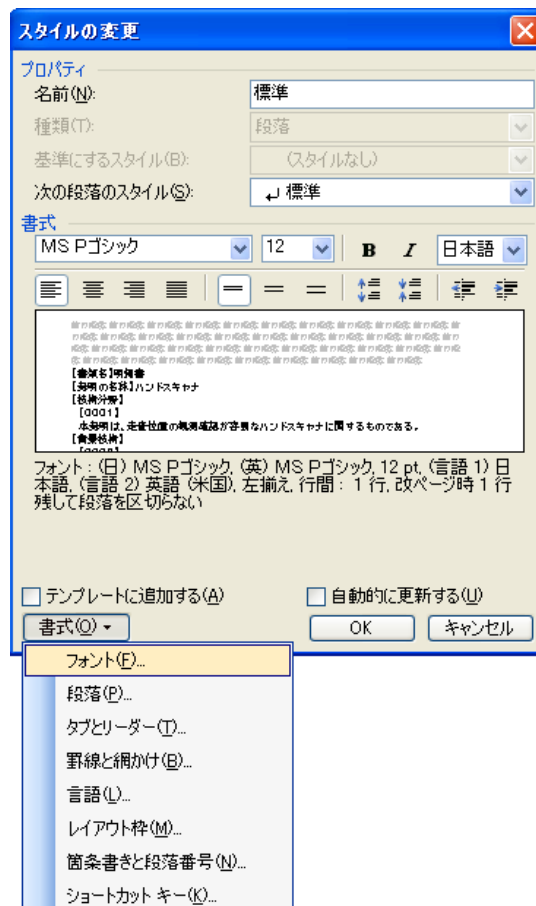 スタイルの変更
プロパティ
名前(N): 標準
種類(T): 段落
基準にするスタイル(B): (スタイルなし)
次の段落のスタイル(S): 標準
書式
MS Pゴシック 12 B I 日本語
【書類名】明細書
【発明の名称】ハンドスキャナ
【技術分野】
【0001】
本発明は、走査位置の観測確認が容易なハンドスキャナに関するものである。
【背景技術】
フォント : (日) MS Pゴシック, (英) MS Pゴシック, 12 pt, (言語 1) 日
本語, (言語 2) 英語 (米国), 左揃え, 行間 : 1 行, 改ページ時 1 行
残して段落を区切らない
テンプレートに追加する(A) 自動的に更新する(U)
書式(O) OK キャンセル
フォント(F)...
段落(P)...
タブとリーダー(T)...
罫線と網かけ(B)...
言語(L)...
レイアウト枠(M)...
箇条書きと段落番号(N)...
ショートカット キー(K)...